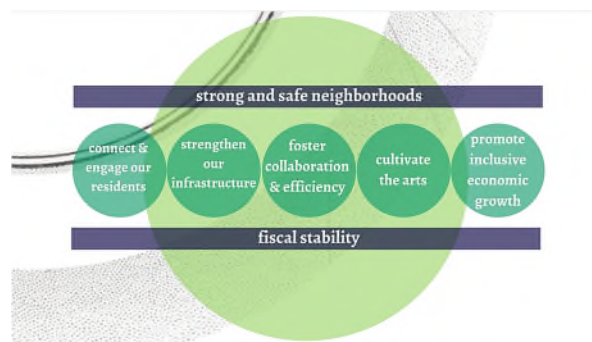 strong and safe neighborhoods
connect &
engage our
residents
strengthen
our
infrastructure
foster
collaboration
& efficiency
cultivate
the arts
promote
inclusive
economic
growth
fiscal stability